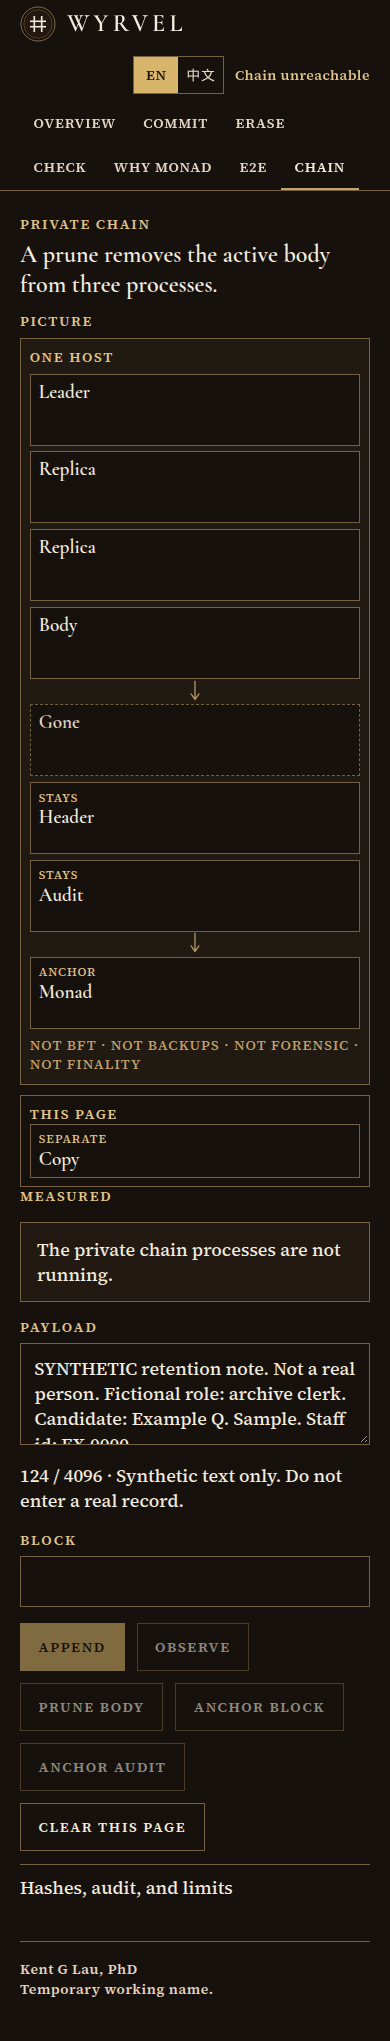 WYRVEL
EN 中文 Chain unreachable
OVERVIEW COMMIT ERASE
CHECK WHY MONAD E2E CHAIN
PRIVATE CHAIN
A prune removes the active body
from three processes.
PICTURE
ONE HOST
Leader
Replica
Replica
Body
Gone
STAYS
Header
STAYS
Audit
ANCHOR
Monad
NOT BFT · NOT BACKUPS · NOT FORENSIC ·
NOT FINALITY
THIS PAGE
SEPARATE
Copy
MEASURED
The private chain processes are not
running.
PAYLOAD
SYNTHETIC retention note. Not a real
person. Fictional role: archive clerk.
Candidate: Example Q. Sample. Staff
id: EX-0000
124 / 4096 · Synthetic text only. Do not
enter a real record.
BLOCK
APPEND OBSERVE
PRUNE BODY ANCHOR BLOCK
ANCHOR AUDIT
CLEAR THIS PAGE
Hashes, audit, and limits
Kent G Lau, PhD
Temporary working name.